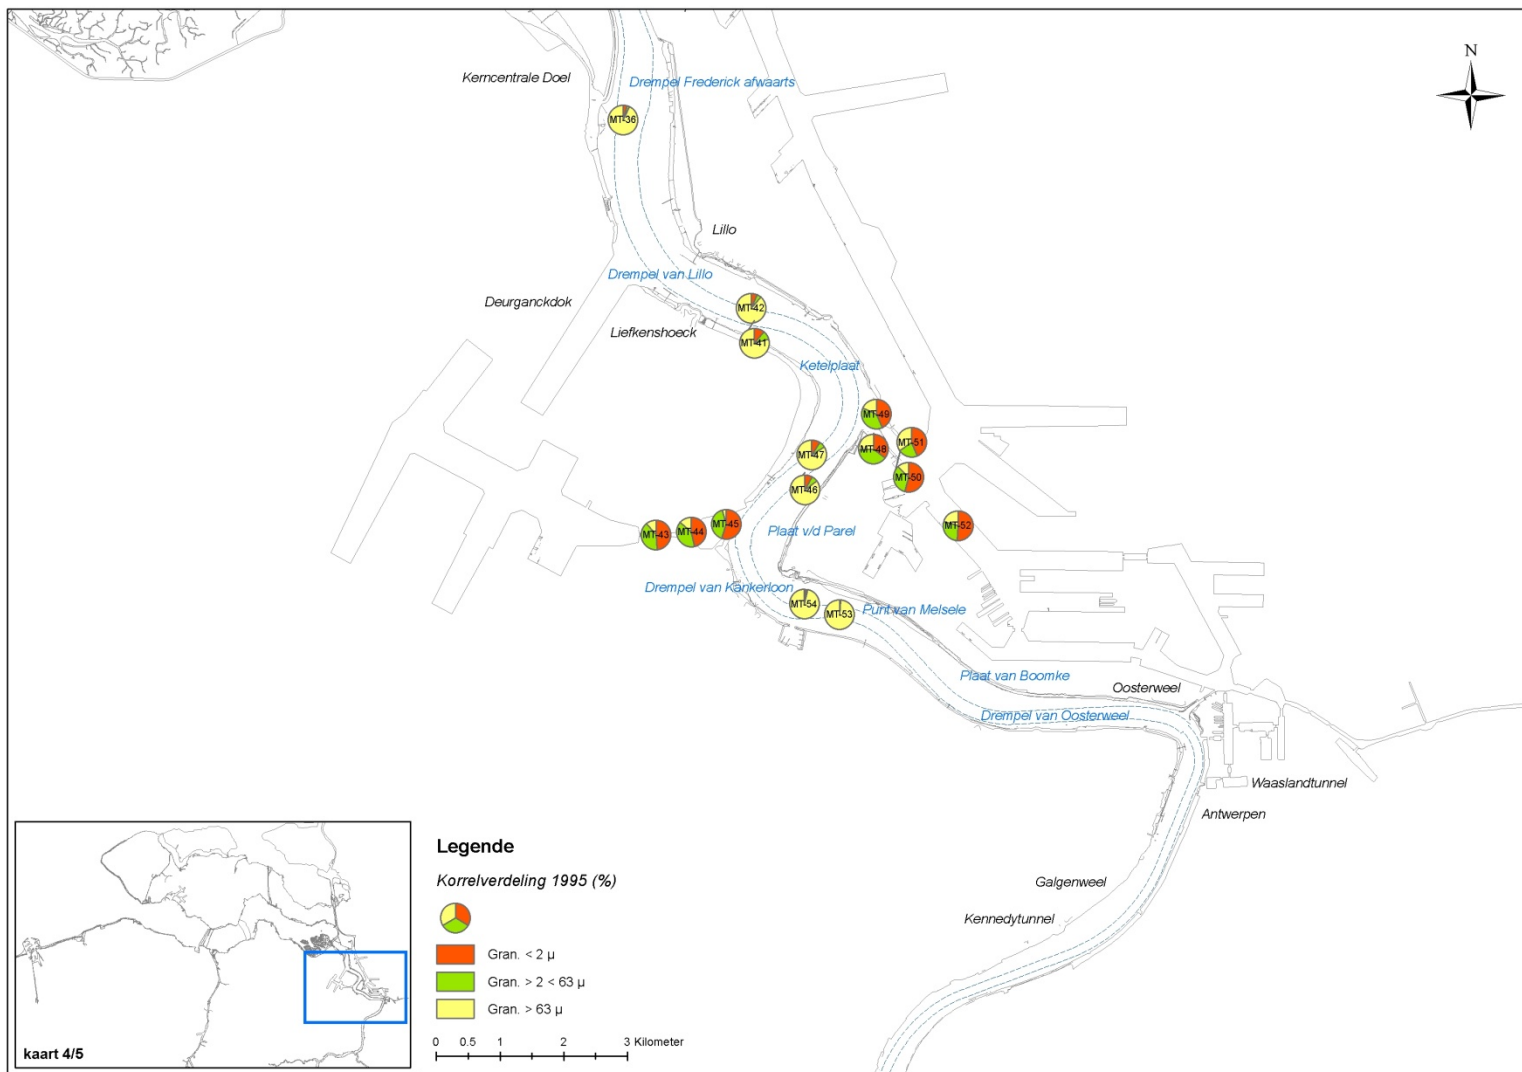 N
Kerncentrale Doel
Drempel Frederick afwaarts
MT-36
Lillo
Drempel van Lillo
Deurganckdok
MT-42
Liefkenshoeck
MT-41
Ketelplaat
MT-49
MT-51
MT-48
MT-47
MT-50
MT-46
MT-45
MT-44
MT-43
MT-52
Plaat v/d Parel
Drempel van Kankerloon
MT-54
MT-53
Punt van Melsele
Plaat van Boomke
Oosterweel
Drempel van Oosterweel
Waaslandtunnel
Antwerpen
Galgenweel
Kennedytunnel
Legende
Korrelverdeling 1995 (%)
Gran. < 2 µ
Gran. > 2 < 63 µ
Gran. > 63 µ
0 0.5 1 2 3 Kilometer
kaart 4/5